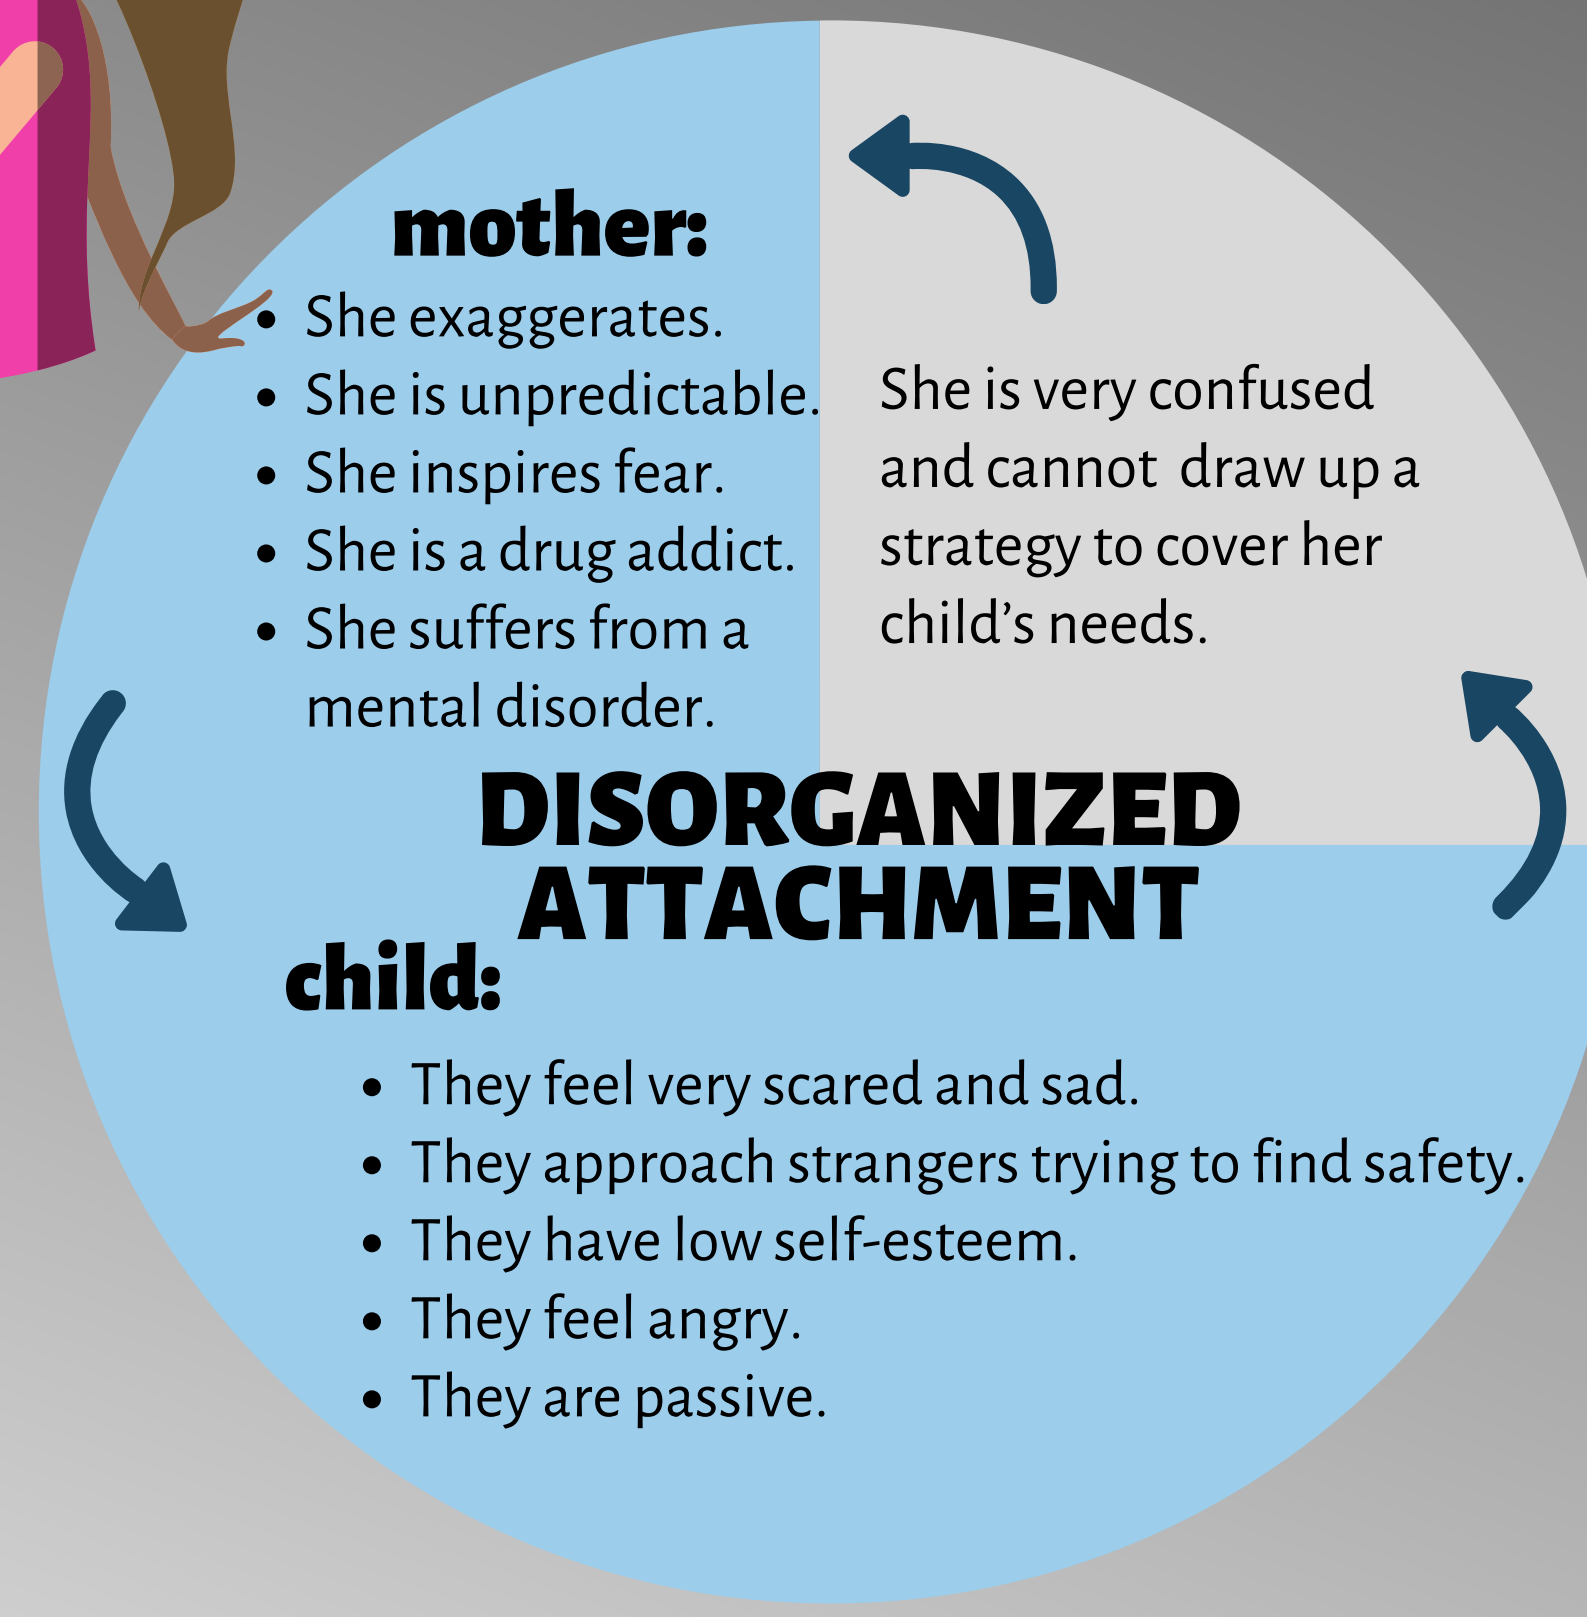 mother:
• She exaggerates.
• She is unpredictable.
• She inspires fear.
• She is a drug addict.
• She suffers from a
mental disorder.
She is very confused
and cannot draw up a
strategy to cover her
child's needs.
DISORGANIZED
ATTACHMENT
child:
• They feel very scared and sad.
• They approach strangers trying to find safety.
• They have low self-esteem.
• They feel angry.
• They are passive.